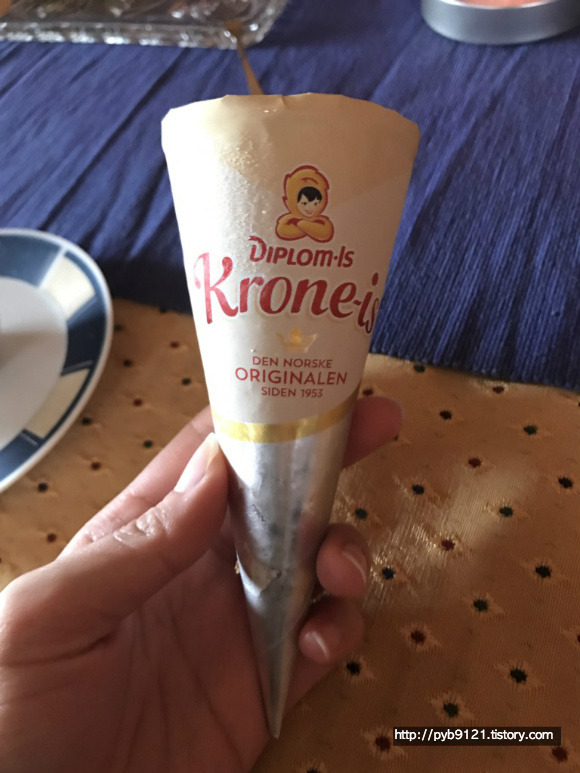 DIPLOM-IS
Krone-is
DEN NORSKE
ORIGINALEN
SIDEN 1953
http://pyb9121.tistory.com